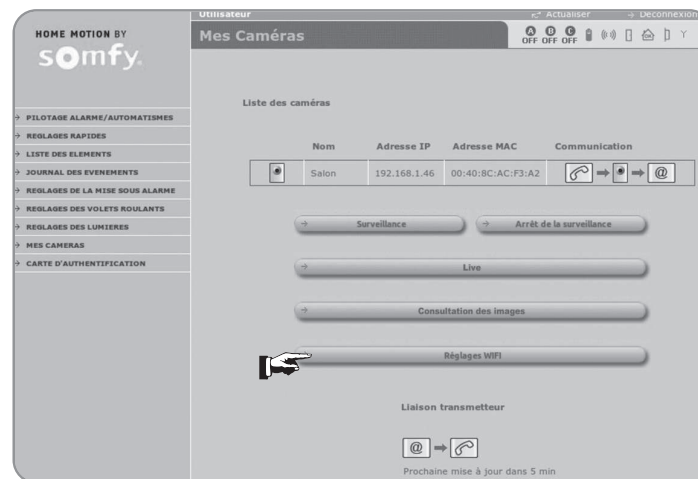 Utilisateur
Actualiser
Déconnexion
HOME MOTION BY
somfy.
Mes Caméras
A B C
OFF OFF OFF
Liste des caméras
PILOTAGE ALARME/AUTOMATISMES
REGLAGES RAPIDES
LISTE DES ELEMENTS
JOURNAL DES EVENEMENTS
REGLAGES DE LA MISE SOUS ALARME
REGLAGES DES VOLETS ROULANTS
REGLAGES DES LUMIERES
MES CAMERAS
CARTE D'AUTHENTIFICATION
Nom Adresse IP Adresse MAC Communication
Salon 192.168.1.46 00:40:8C:AC:F3:A2 @
Surveillance Arrêt de la surveillance
Live
Consultation des images
Réglages WIFI
Liaison transmetteur
@
Prochaine mise à jour dans 5 min